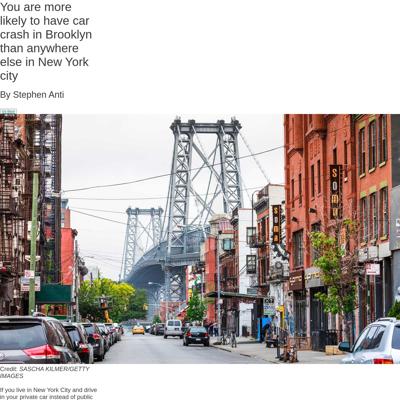 You are more
likely to have car
crash in Brooklyn
than anywhere
else in New York
city
By Stephen Anti
SOMA
Credit: SASCHA KILMER/GETTY
IMAGES
If you live in New York City and drive
in your private car instead of public